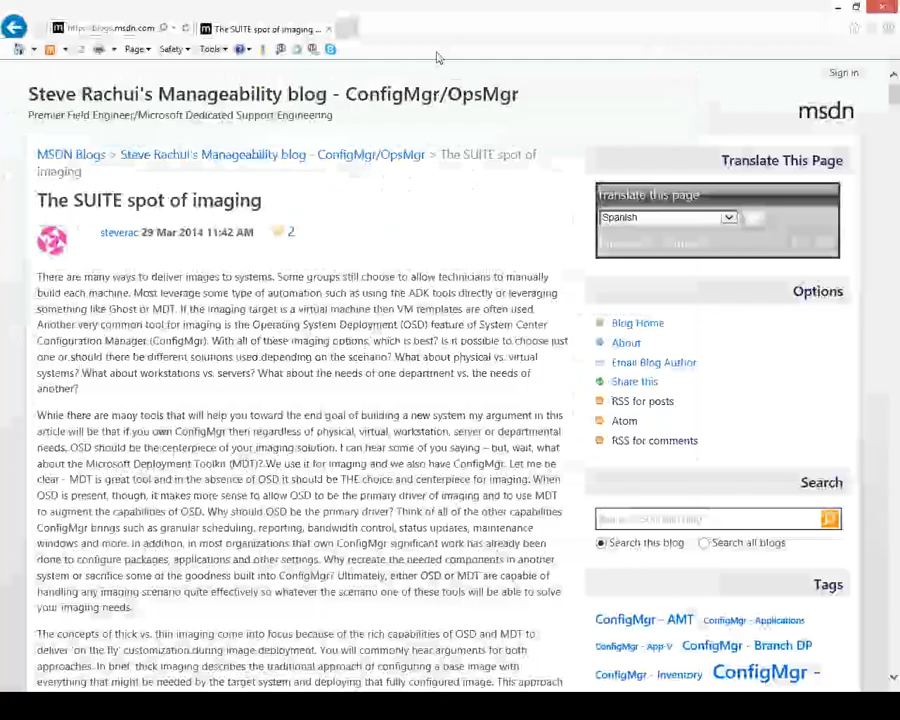 https://blogs.msdn.com
The SUITE spot of imaging ...
Page
Safety
Tools
Sign in
Steve Rachui's Manageability blog - ConfigMgr/OpsMgr
Premier Field Engineer/Microsoft Dedicated Support Engineering
msdn
MSDN Blogs > Steve Rachui's Manageability blog - ConfigMgr/OpsMgr > The SUITE spot of
imaging
The SUITE spot of imaging
steverac 29 Mar 2014 11:42 AM
2
There are many ways to deliver images to systems. Some groups still choose to allow technicians to manually
build each machine. Most leverage some type of automation such as using the ADK tools directly or leveraging
something like Ghost or MDT. If the imaging target is a virtual machine then VM templates are often used.
Another very common tool for imaging is the Operating System Deployment (OSD) feature of System Center
Configuration Manager (ConfigMgr). With all of these imaging options, which is best? Is it possible to choose just
one or should there be different solutions used depending on the scenario? What about physical vs. virtual
systems? What about workstations vs. servers? What about the needs of one department vs. the needs of
another?
While there are many tools that will help you toward the end goal of building a new system my argument in this
article will be that if you own ConfigMgr then regardless of physical, virtual, workstation, server or departmental
needs, OSD should be the centerpiece of your imaging solution. I can hear some of you saying – but, wait, what
about the Microsoft Deployment Toolkit (MDT)? We use it for imaging and we also have ConfigMgr. Let me be
clear - MDT is great tool and in the absence of OSD it should be THE choice and centerpiece for imaging. When
OSD is present, though, it makes more sense to allow OSD to be the primary driver of imaging and to use MDT
to augment the capabilities of OSD. Why should OSD be the primary driver? Think of all of the other capabilities
ConfigMgr brings such as granular scheduling, reporting, bandwidth control, status updates, maintenance
windows and more. In addition, in most organizations that own ConfigMgr significant work has already been
done to configure packages, applications and other settings. Why recreate the needed components in another
system or sacrifice some of the goodness built into ConfigMgr? Ultimately, either OSD or MDT are capable of
handling any imaging scenario quite effectively so whatever the scenario one of these tools will be able to solve
your imaging needs.
The concepts of thick vs. thin imaging come into focus because of the rich capabilities of OSD and MDT to
deliver 'on the fly' customization during image deployment. You will commonly hear arguments for both
approaches. In brief, thick imaging describes the traditional approach of configuring a base image with
everything that might be needed by the target system and deploying that fully configured image. This approach
Translate This Page
Translate this page
Spanish
Options
Blog Home
About
Email Blog Author
Share this
RSS for posts
Atom
RSS for comments
Search
Search this blog
Search all blogs
Tags
ConfigMgr - AMT ConfigMgr - Applications
ConfigMgr - App-V ConfigMgr - Branch DP
ConfigMgr - Inventory ConfigMgr -